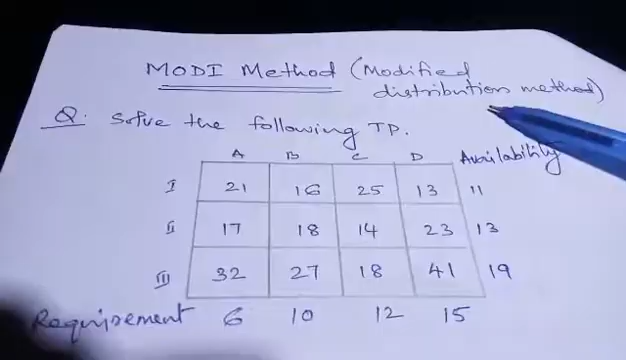 MODI Method (Modified
distribution method)
Q. Solve the following TP.
A B C D Availability
I 21 16 25 13 11
II 17 18 14 23 13
III 32 27 18 41 19
Requirement 6 10 12 15